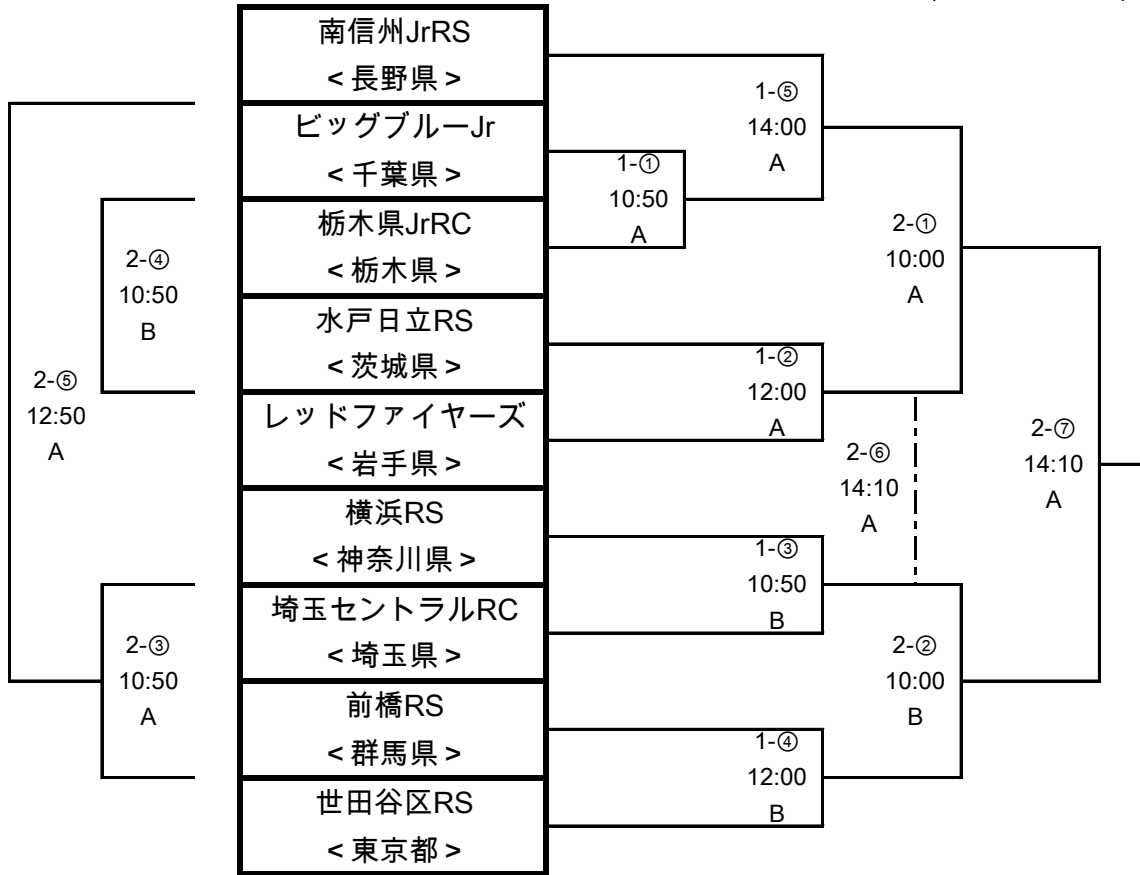 南信州JrRS
＜長野県＞
ビッグブルーJr
＜千葉県＞
栃木県JrRC
＜栃木県＞
水戸日立RS
＜茨城県＞
レッドファイヤーズ
＜岩手県＞
横浜RS
＜神奈川県＞
埼玉セントラルRC
＜埼玉県＞
前橋RS
＜群馬県＞
世田谷区RS
＜東京都＞
2-④
10:50
B
2-⑤
12:50
A
2-③
10:50
A
1-①
10:50
A
1-⑤
14:00
A
1-②
12:00
A
1-③
10:50
B
1-④
12:00
B
2-①
10:00
A
2-⑥
14:10
A
2-②
10:00
B
2-⑦
14:10
A